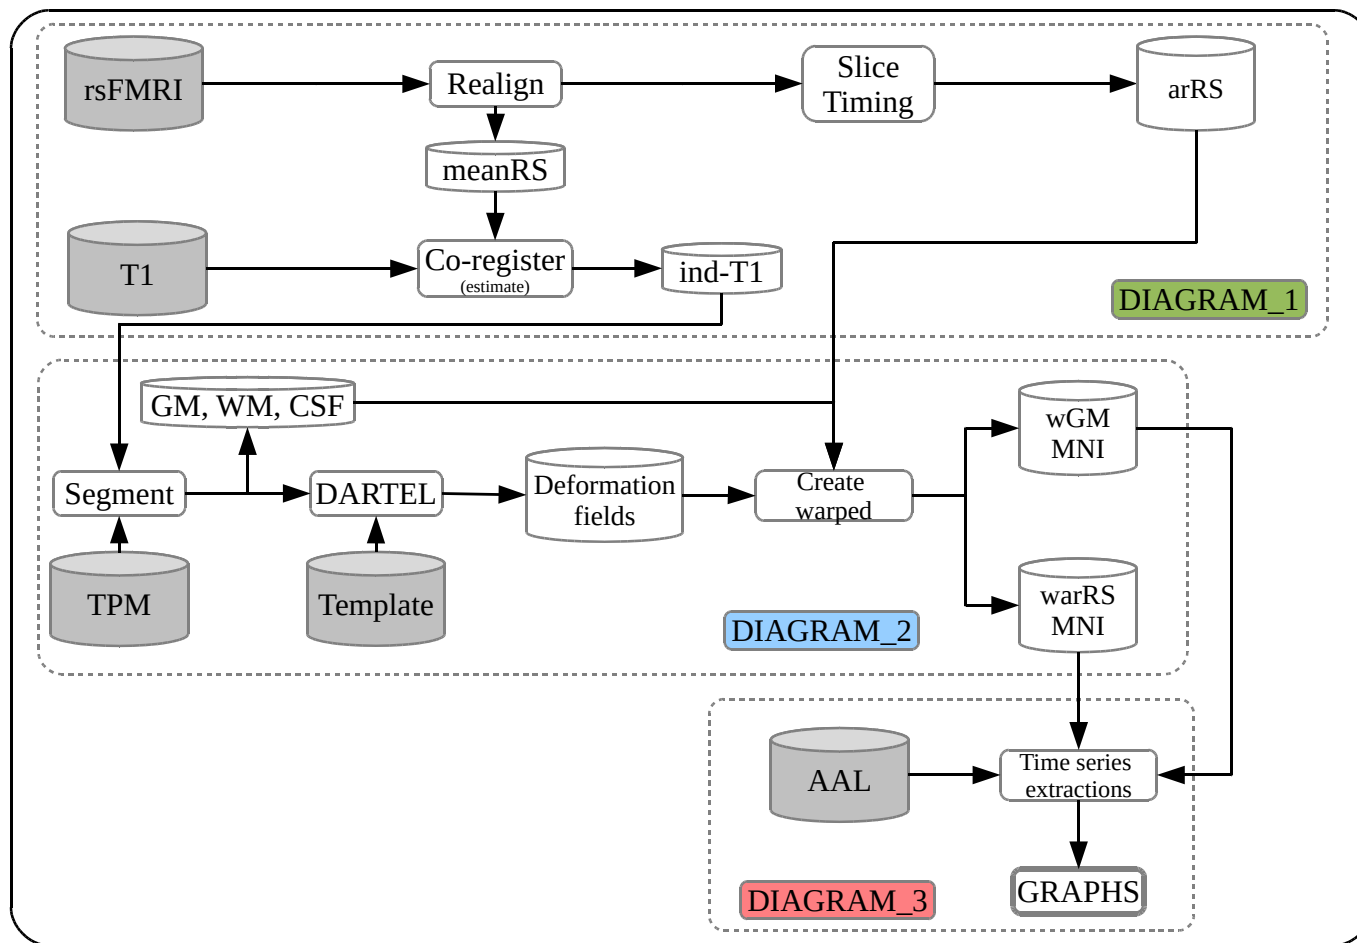 rsFMRI
Realign
Slice
Timing
arRS
meanRS
T1
Co-register
(estimate)
ind-T1
DIAGRAM_1
GM, WM, CSF
wGM
MNI
Segment
DARTEL
Deformation
fields
Create
warped
TPM
Template
warRS
MNI
DIAGRAM_2
AAL
Time series
extractions
DIAGRAM_3
GRAPHS